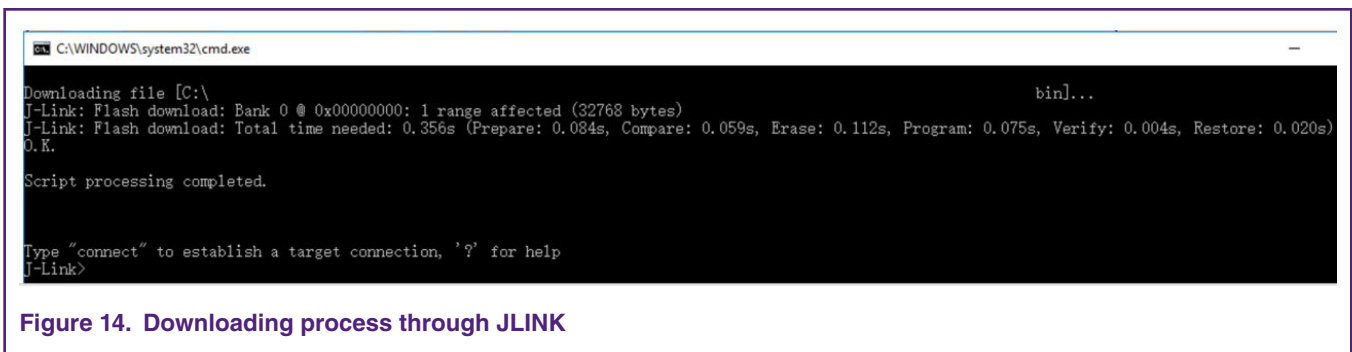 C:\WINDOWS\system32\cmd.exe
Downloading file [C:\ bin]...
J-Link: Flash download: Bank 0 @ 0x00000000: 1 range affected (32768 bytes)
J-Link: Flash download: Total time needed: 0.356s (Prepare: 0.084s, Compare: 0.059s, Erase: 0.112s, Program: 0.075s, Verify: 0.004s, Restore: 0.020s)
O.K.
Script processing completed.
Type "connect" to establish a target connection, '?' for help
J-Link>
Figure 14. Downloading process through JLINK